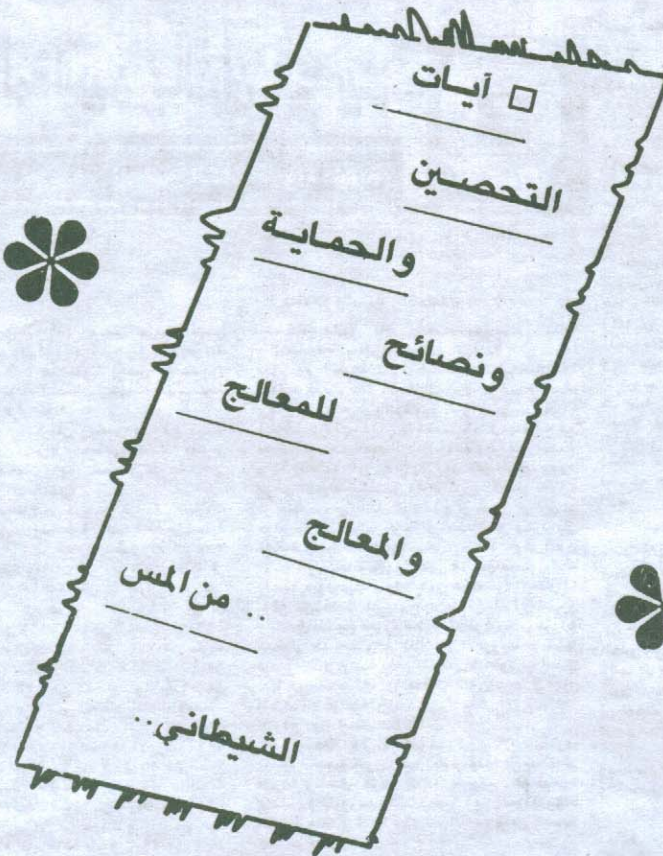 □ آيات
التحصين
والحماية
ونصائح
للمعالج
والمعالج
.. من المس
الشيطاني..